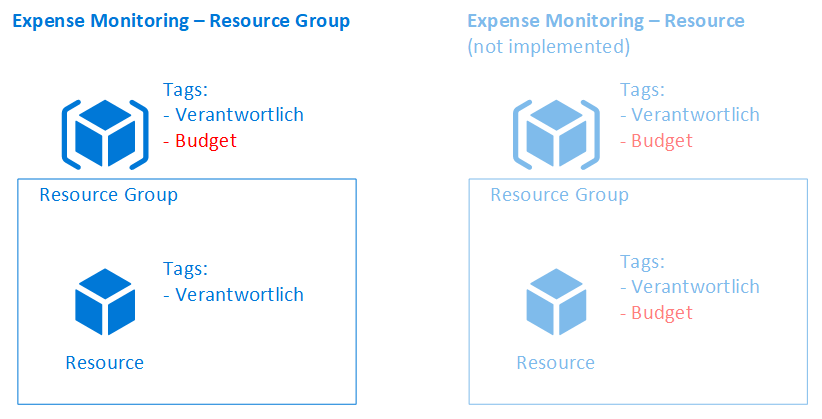 Expense Monitoring – Resource Group
Tags:
- Verantwortlich
- Budget
Resource Group
Tags:
- Verantwortlich
Resource
Expense Monitoring – Resource
(not implemented)
Tags:
- Verantwortlich
- Budget
Resource Group
Tags:
- Verantwortlich
- Budget
Resource